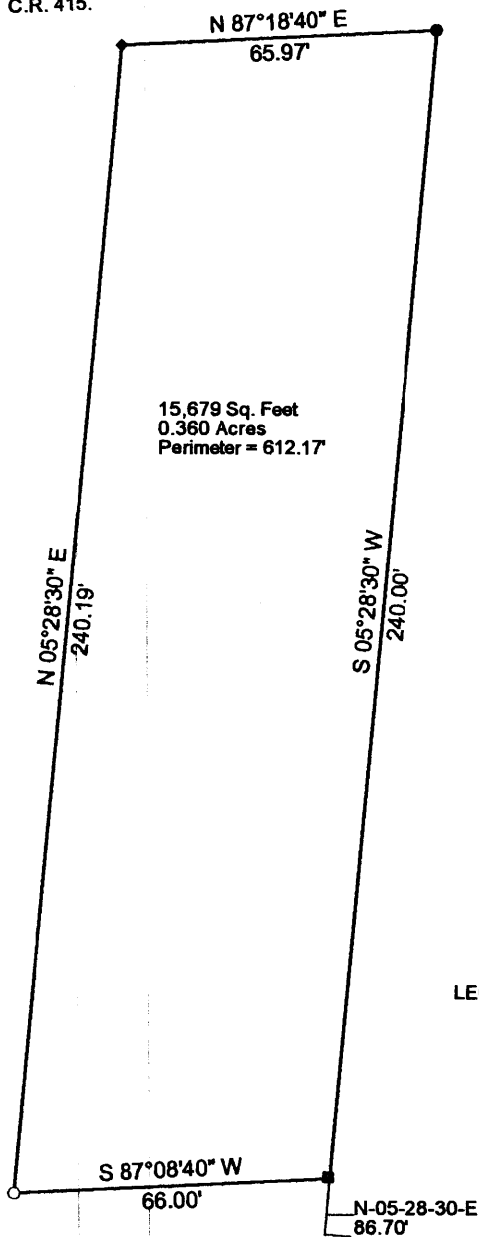 C.R. 415.
N 87°18'40" E
65.97'
15,679 Sq. Feet
0.360 Acres
Perimeter = 612.17'
N 05°28'30" E
240.19'
S 05°28'30" W
240.00'
LE
S 87°08'40" W
66.00'
N-05-28-30-E
86.70'